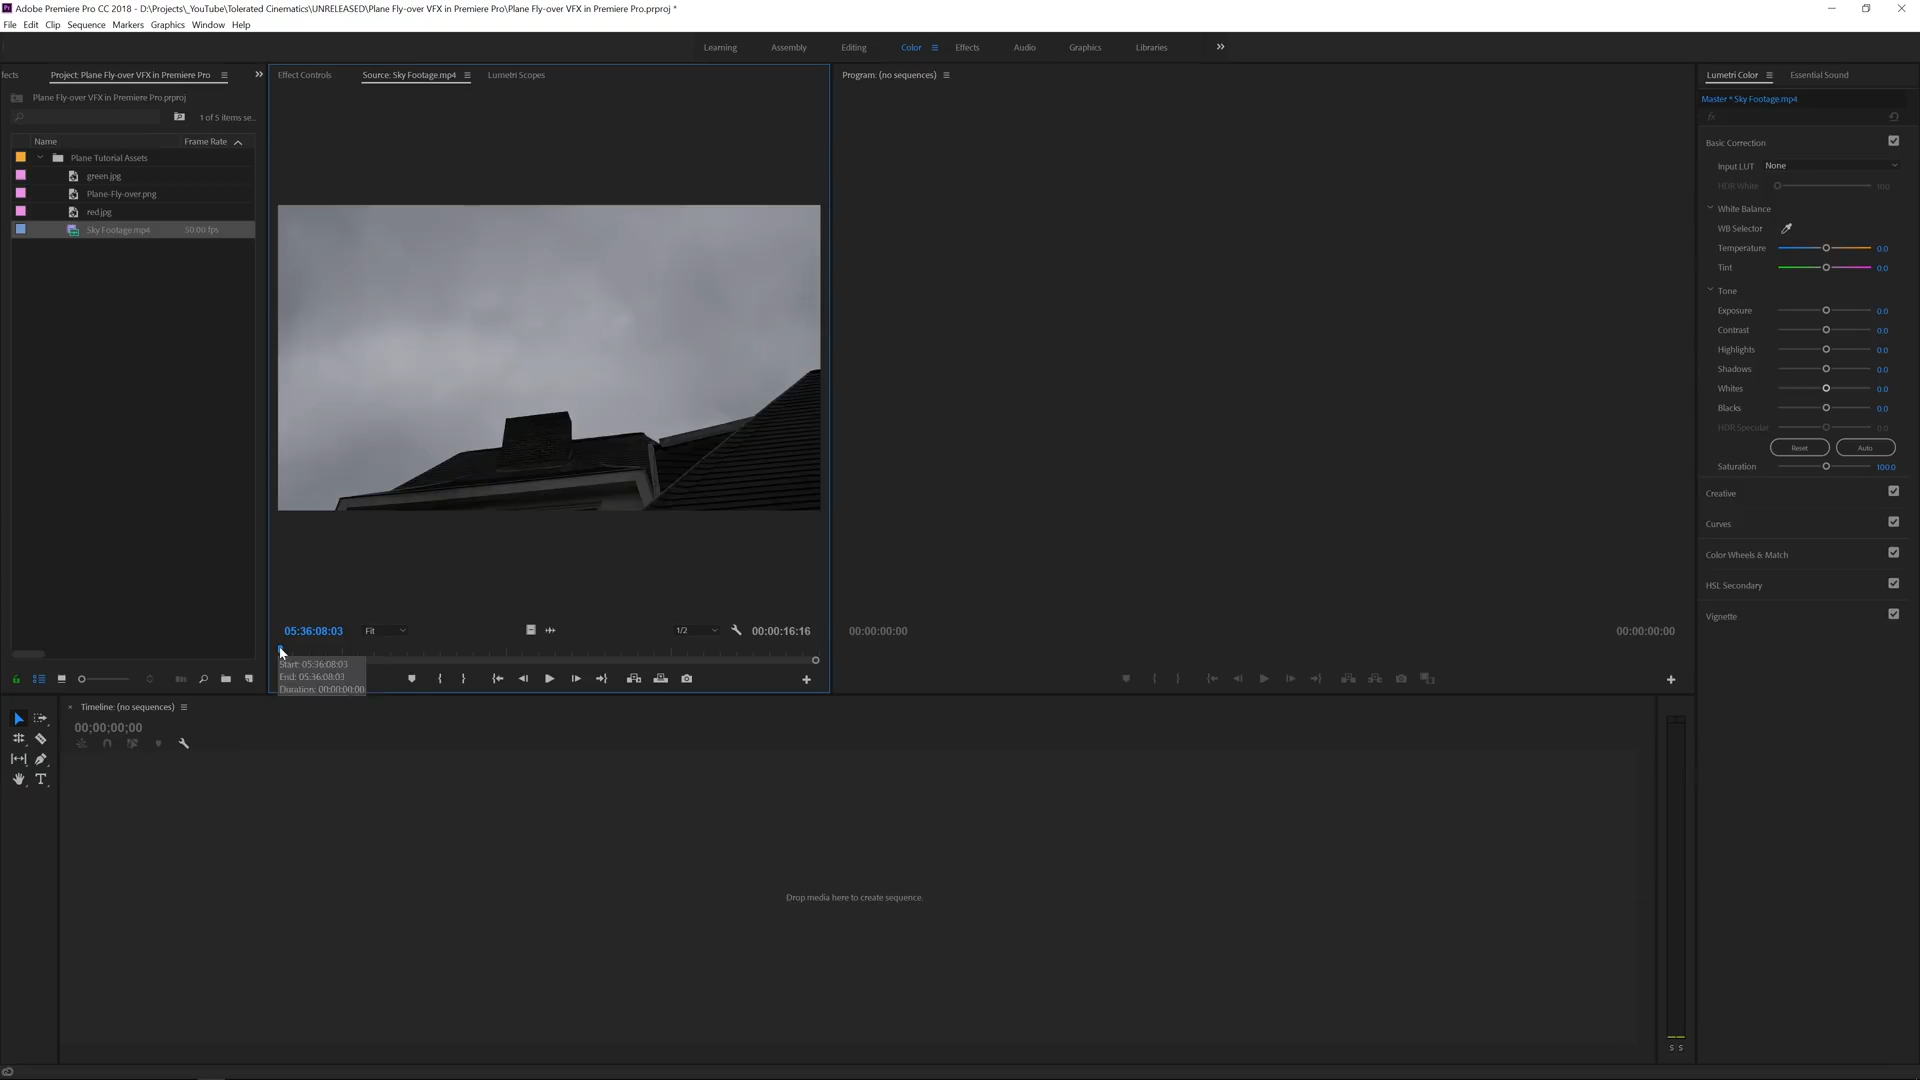 Adobe Premiere Pro CC 2018 - D:\Projects\_YouTube\Tolerated Cinematics\UNRELEASED\Plane Fly-over VFX in Premiere Pro\Plane Fly-over VFX in Premiere Pro.prproj *
File Edit Clip Sequence Markers Graphics Window Help
Learning Assembly Editing Color Effects Audio Graphics Libraries
fects Project: Plane Fly-over VFX in Premiere Pro
Plane Fly-over VFX in Premiere Pro.prproj
1 of 5 items se...
Name Frame Rate
Plane Tutorial Assets
green.jpg
Plane-Fly-over.png
red.jpg
Sky Footage.mp4 50.00 fps
Effect Controls Source: Sky Footage.mp4 Lumetri Scopes
05:36:08:03 Fit 1/2 00:00:16:16
Start: 05:36:08:03
End: 05:36:08:03
Duration: 00:00:00:00
Program: (no sequences)
00:00:00:00 00:00:00:00
Lumetri Color Essential Sound
Master * Sky Footage.mp4
fx
Basic Correction
Input LUT None
HDR White 100
White Balance
WB Selector
Temperature 0.0
Tint 0.0
Tone
Exposure 0.0
Contrast 0.0
Highlights 0.0
Shadows 0.0
Whites 0.0
Blacks 0.0
HDR Specular 0.0
Reset Auto
Saturation 100.0
Creative
Curves
Color Wheels & Match
HSL Secondary
Vignette
× Timeline: (no sequences)
00;00;00;00
Drop media here to create sequence.
S S